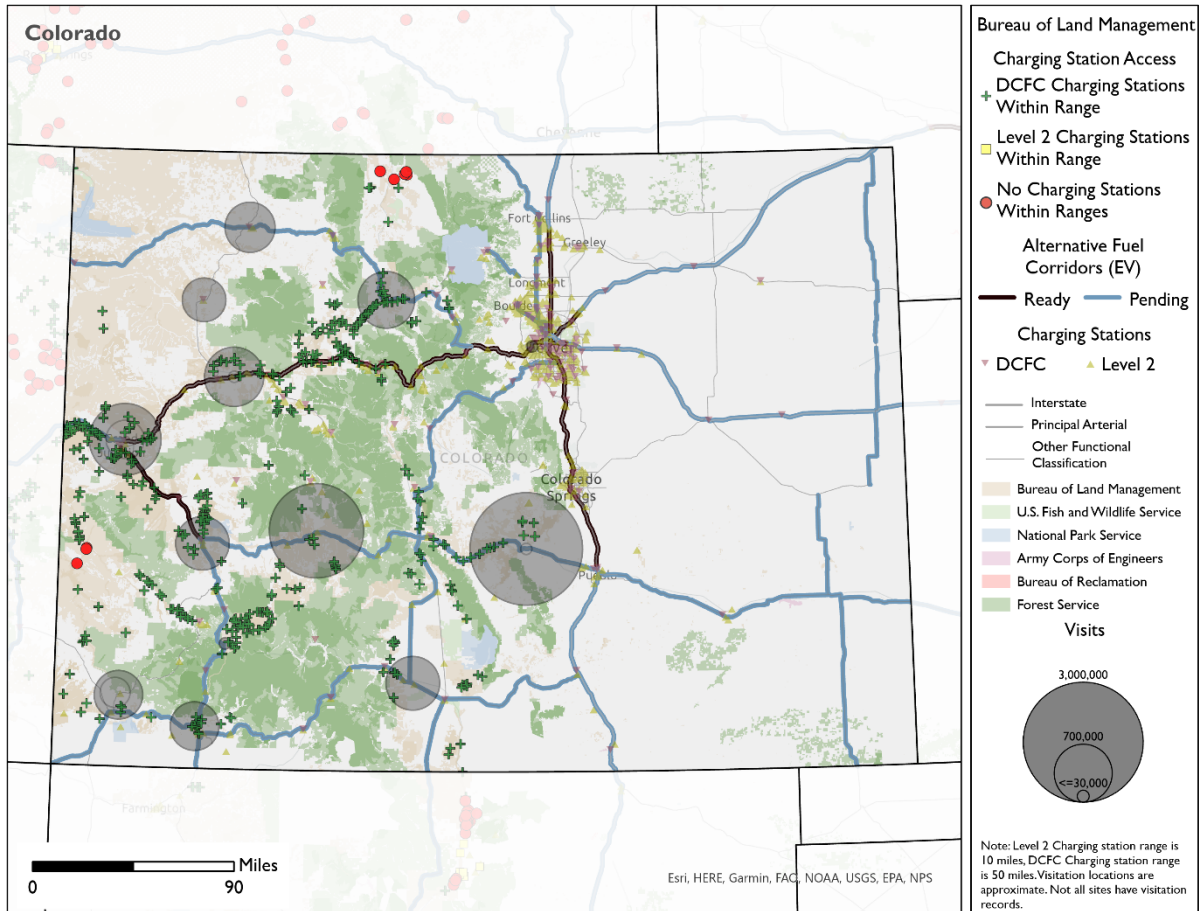 Colorado
Cheyenne
Fort Collins
Greeley
Longmont
Boulder
COLORADO
Colorado
Springs
Pueblo
Farmington
Miles
0
90
Esri, HERE, Garmin, FAO, NOAA, USGS, EPA, NPS
Bureau of Land Management
Charging Station Access
DCFC Charging Stations
Within Range
Level 2 Charging Stations
Within Range
No Charging Stations
Within Ranges
Alternative Fuel
Corridors (EV)
Ready
Pending
Charging Stations
DCFC
Level 2
Interstate
Principal Arterial
Other Functional
Classification
Bureau of Land Management
U.S. Fish and Wildlife Service
National Park Service
Army Corps of Engineers
Bureau of Reclamation
Forest Service
Visits
3,000,000
700,000
<=30,000
Note: Level 2 Charging station range is
10 miles, DCFC Charging station range
is 50 miles. Visitation locations are
approximate. Not all sites have visitation
records.